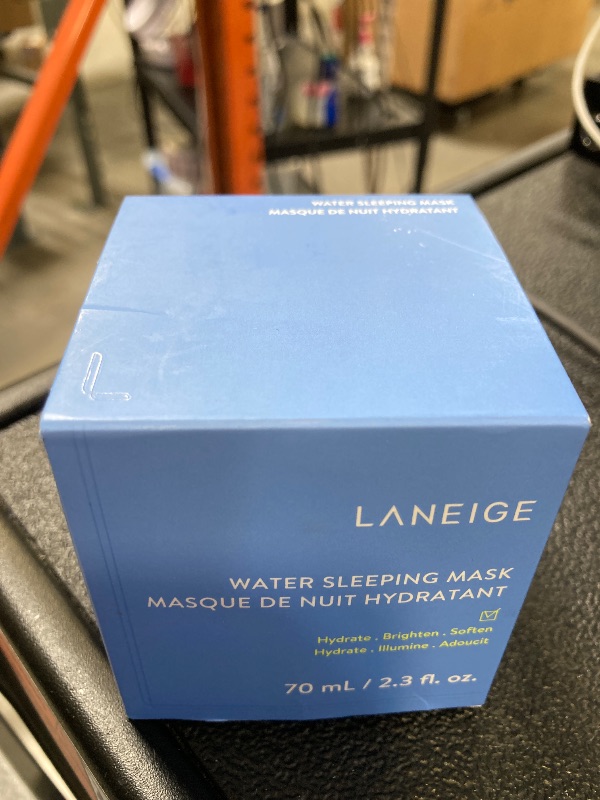 WATER SLEEPING MASK
MASQUE DE NUIT HYDRATANT
LANEIGE
WATER SLEEPING MASK
MASQUE DE NUIT HYDRATANT
Hydrate . Brighten . Soften
Hydrate . Illumine . Adoucit
70 mL / 2.3 fl. oz.